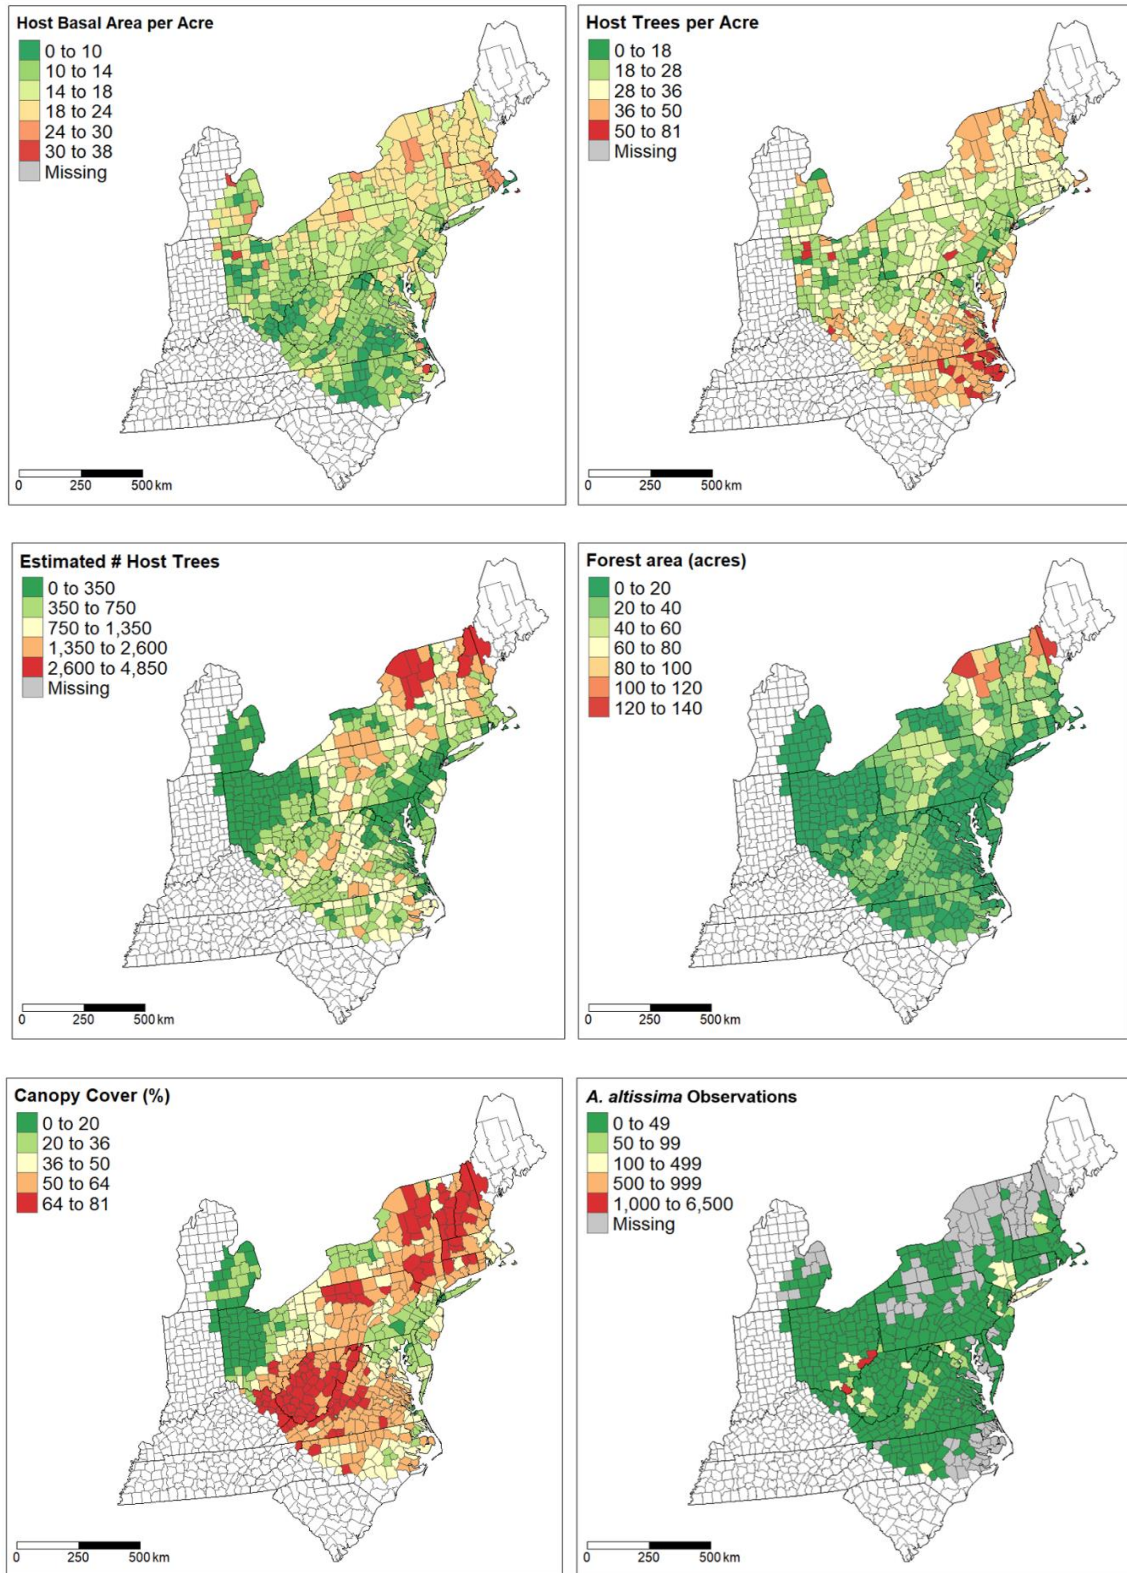 Host Basal Area per Acre
0 to 10
10 to 14
14 to 18
18 to 24
24 to 30
30 to 38
Missing
0 250 500 km
Host Trees per Acre
0 to 18
18 to 28
28 to 36
36 to 50
50 to 81
Missing
0 250 500 km
Estimated # Host Trees
0 to 350
350 to 750
750 to 1,350
1,350 to 2,600
2,600 to 4,850
Missing
0 250 500 km
Forest area (acres)
0 to 20
20 to 40
40 to 60
60 to 80
80 to 100
100 to 120
120 to 140
0 250 500 km
Canopy Cover (%)
0 to 20
20 to 36
36 to 50
50 to 64
64 to 81
0 250 500 km
A. altissima Observations
0 to 49
50 to 99
100 to 499
500 to 999
1,000 to 6,500
Missing
0 250 500 km